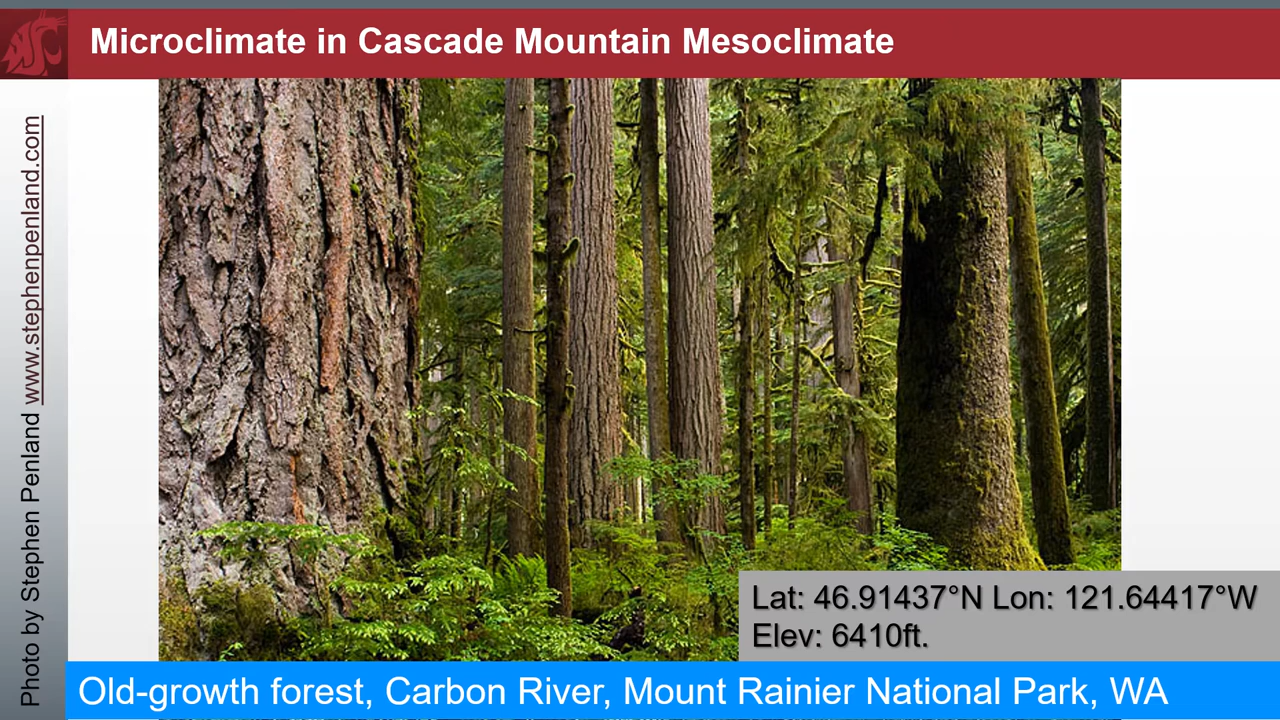 Microclimate in Cascade Mountain Mesoclimate
Photo by Stephen Penland www.stephenpenland.com
Lat: 46.91437°N Lon: 121.64417°W
Elev: 6410ft.
Old-growth forest, Carbon River, Mount Rainier National Park, WA